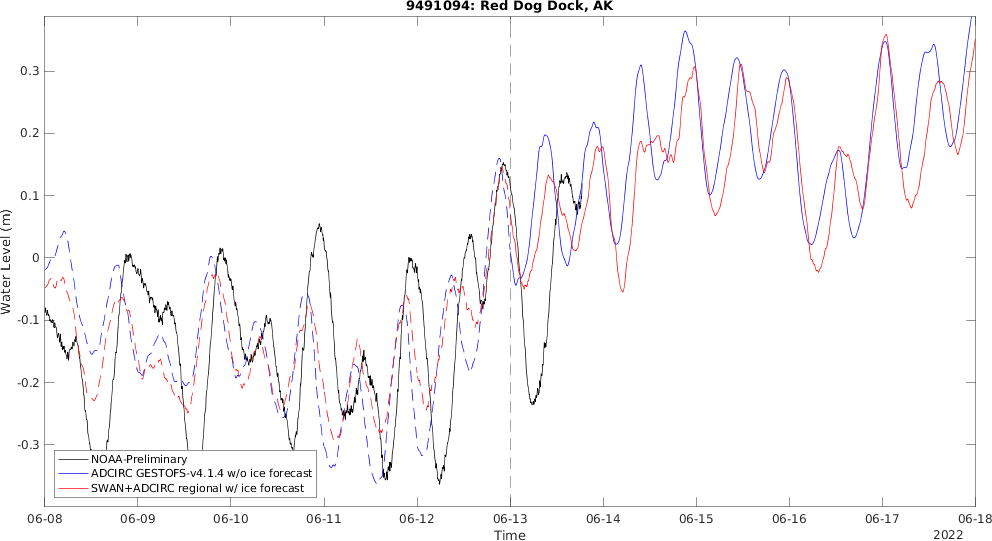 9491094: Red Dog Dock, AK
Water Level (m)
0.3
0.2
0.1
0
-0.1
-0.2
-0.3
NOAA-Preliminary
ADCIRC GESTOFS-v4.1.4 w/o ice forecast
SWAN+ADCIRC regional w/ ice forecast
06-08 06-09 06-10 06-11 06-12 06-13 06-14 06-15 06-16 06-17 06-18
Time
2022